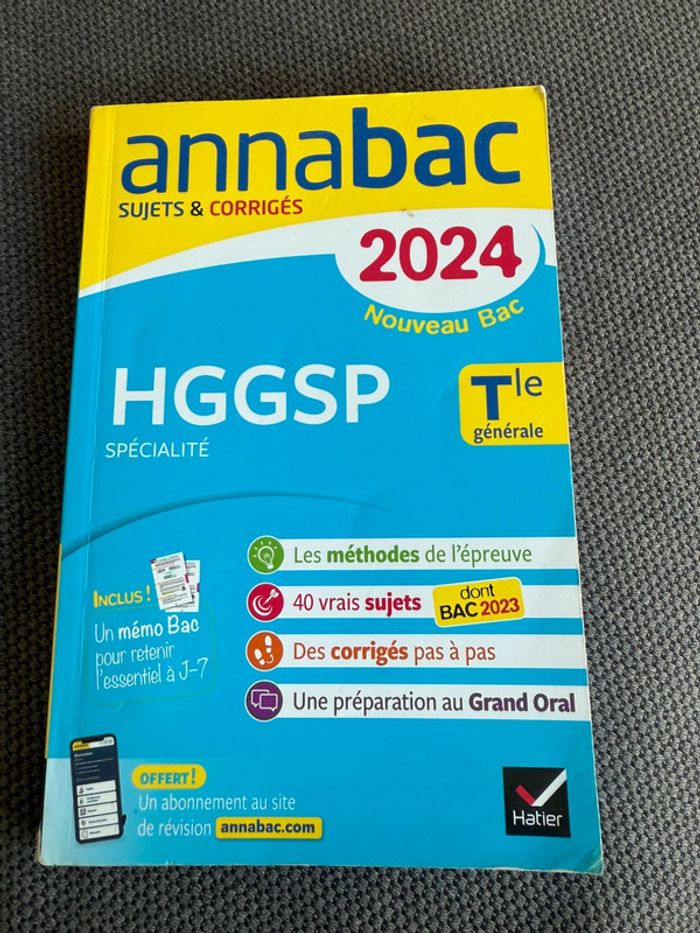 annabac
SUJETS & CORRIGÉS
2024
Nouveau Bac
HGGSP
SPÉCIALITÉ
Tle
générale
Les méthodes de l'épreuve
40 vrais sujets dont BAC 2023
Des corrigés pas à pas
Une préparation au Grand Oral
INCLUS !
Un mémo Bac
pour retenir
l'essentiel à J-7
OFFERT !
Un abonnement au site
de révision annabac.com
Hatier